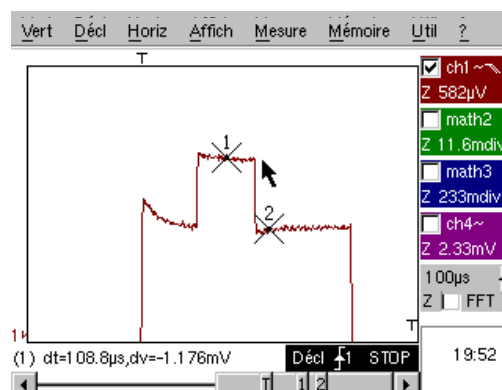 Vert Décl Horiz Affich Mesure Mémoire Util ?
T
ch1 ~
Z 582µV
math2
Z 11.6mdiv
math3
Z 233mdiv
ch4~
Z 2.33mV
100µs
Z FFT
1
2
1
T
(1) dt=108.8µs,dv=-1.176mV Décl 1 STOP 19:52
T 1 2